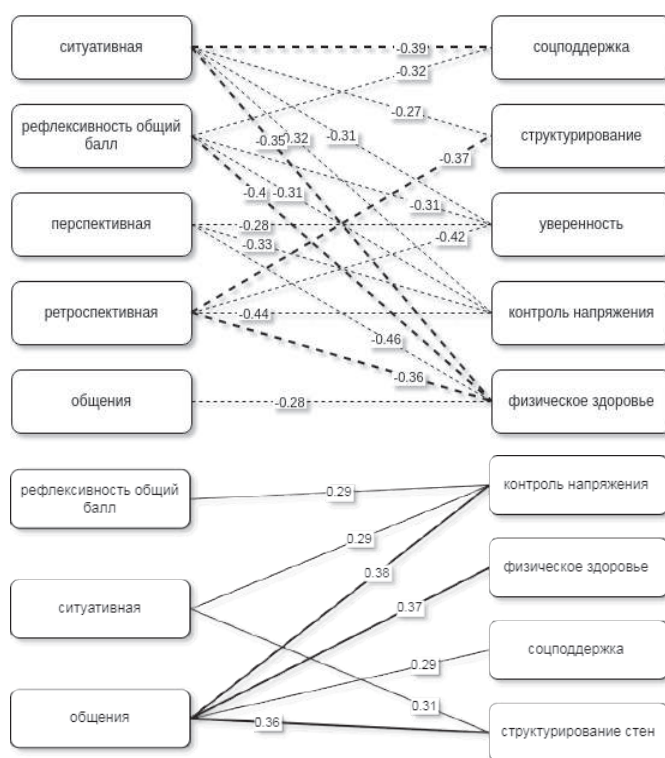 ситуативная
-0.39
соцподдержка
-0.32
рефлексивность общий
балл
-0.27
-0.35
0.32
-0.31
структурирование
-0.37
-0.4
-0.31
-0.31
перспективная
-0.28
уверенность
-0.33
-0.42
ретроспективная
-0.44
контроль напряжения
-0.46
-0.36
общения
-0.28
физическое здоровье
рефлексивность общий
балл
0.29
контроль напряжения
0.29
0.38
физическое здоровье
ситуативная
0.37
соцподдержка
0.29
0.31
общения
0.36
структурирование стен